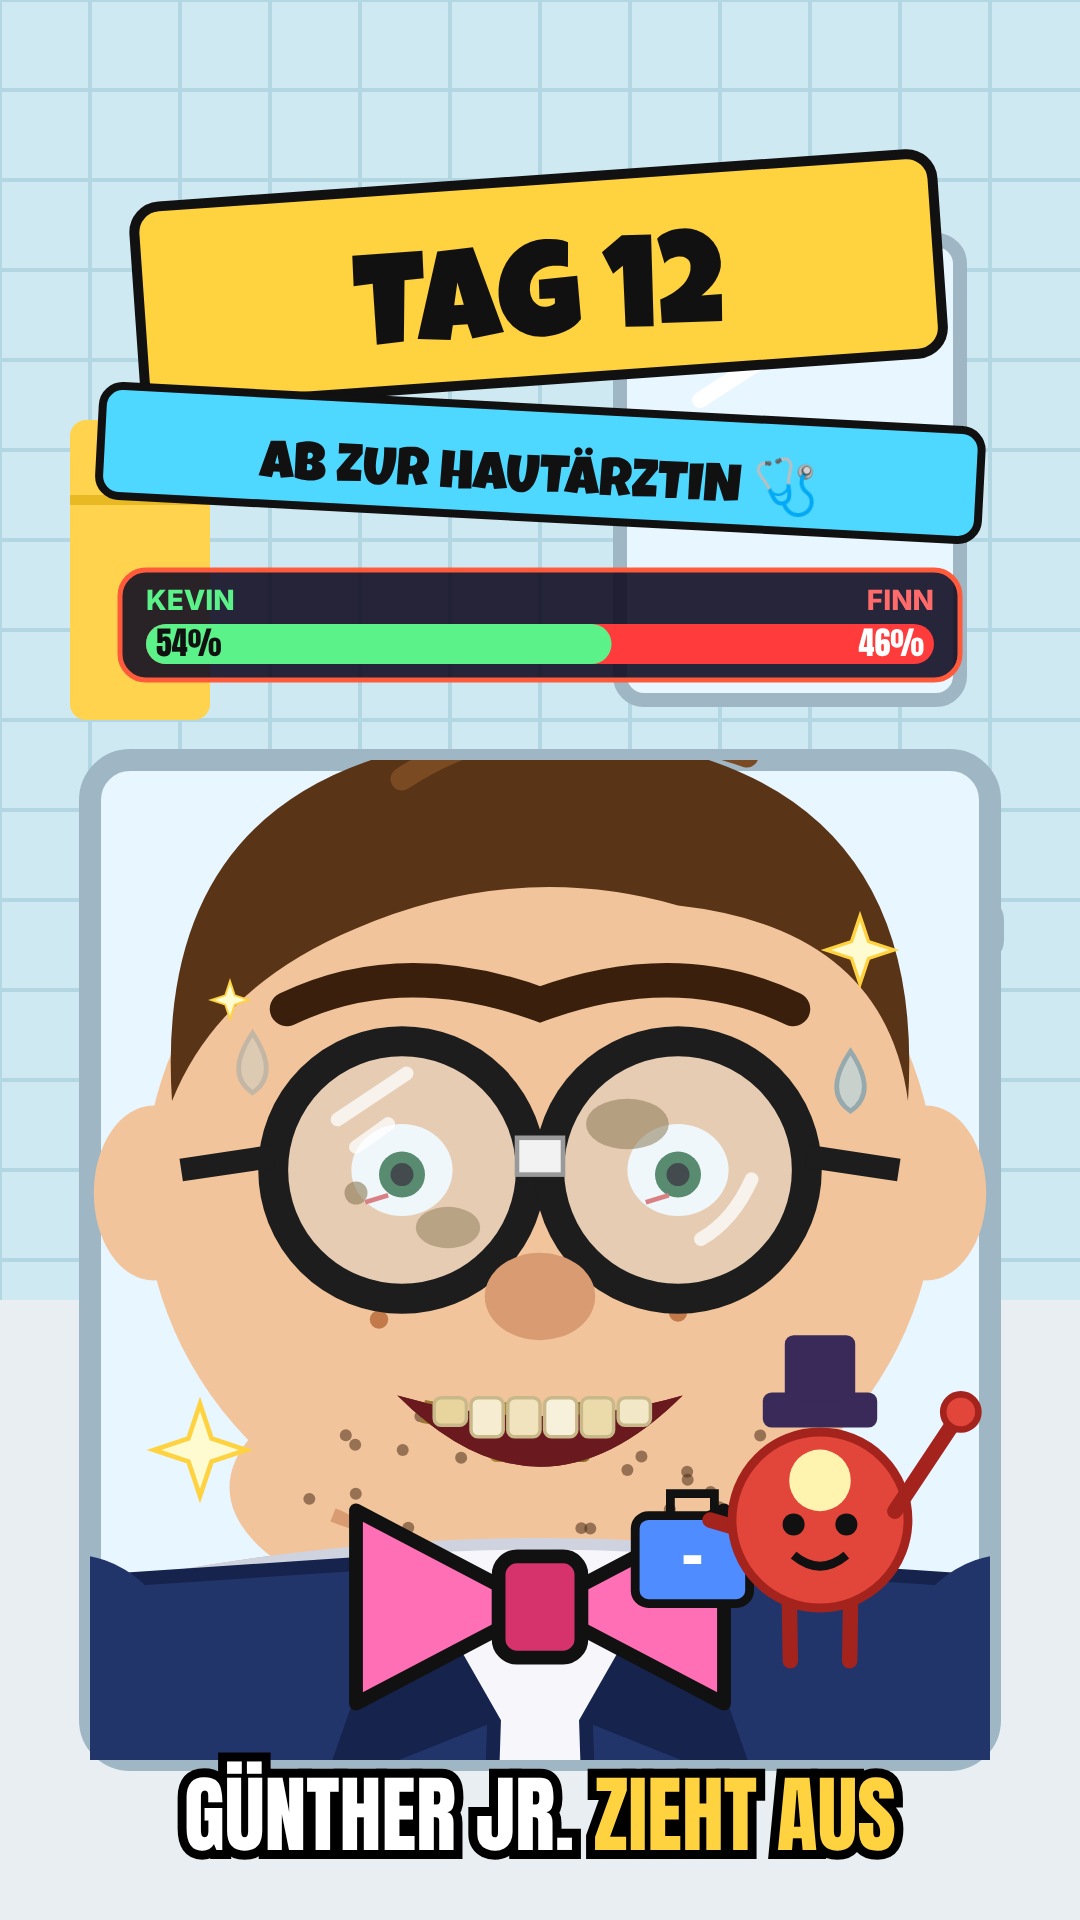 TAG 12
AB ZUR HAUTÄRZTIN 🩺
KEVIN FINN
54% 46%
GÜNTHER JR. ZIEHT AUS